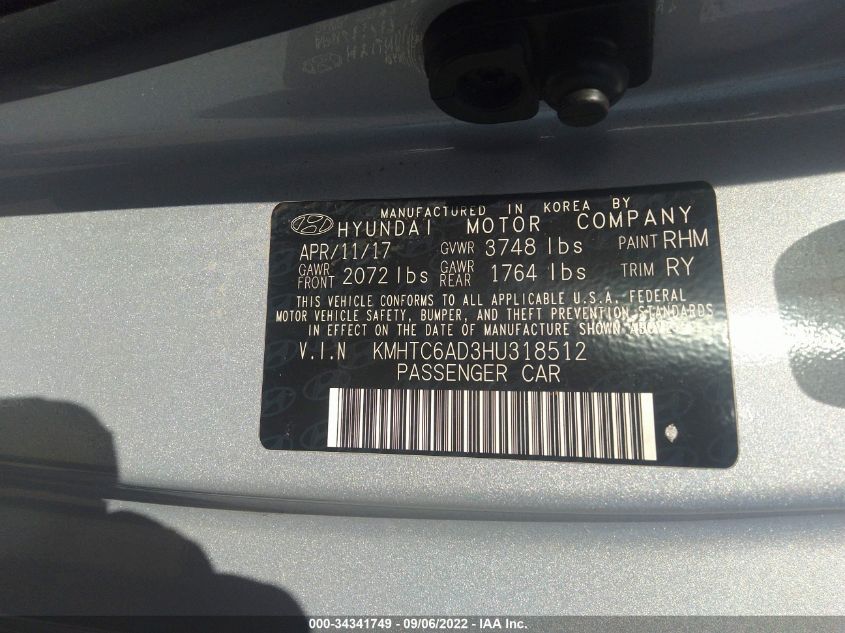 MANUFACTURED IN KOREA BY
HYUNDAI MOTOR COMPANY
APR/11/17 GVWR 3748 lbs PAINT RHM
GAWR FRONT 2072 lbs GAWR REAR 1764 lbs TRIM RY
THIS VEHICLE CONFORMS TO ALL APPLICABLE U.S.A. FEDERAL
MOTOR VEHICLE SAFETY, BUMPER, AND THEFT PREVENTION STANDARDS
IN EFFECT ON THE DATE OF MANUFACTURE SHOWN ABOVE
V.I.N KMHTC6AD3HU318512
PASSENGER CAR
000-34341749 - 09/06/2022 - IAA Inc.